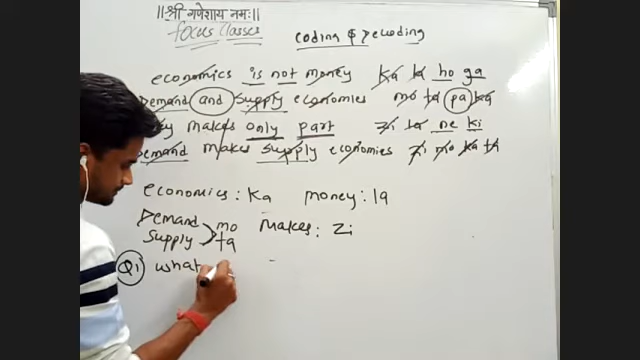 ||श्री गणेशाय नमः||
focus classes
coding & Decoding
economics is not money ka la ho ga
Demand and supply economies mo ta pa ka
makes only part zi la ne ki
Demand makes supply economies zi mo ka ta
economics : Ka money : la
Demand mo makes : Zi
Supply ta
Q1 what